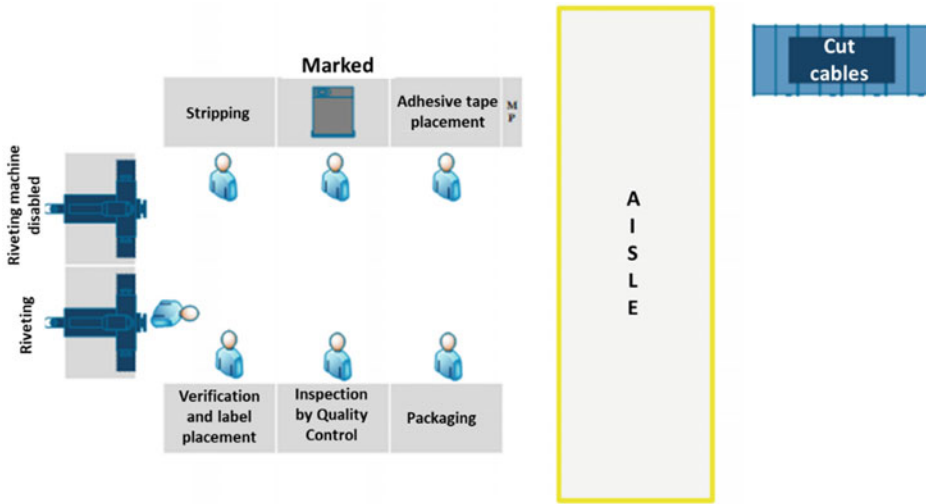 Marked
Cut
cables
Stripping
Adhesive tape
placement
M
P
Riveting machine
disabled
Riveting
A
I
S
L
E
Verification
and label
placement
Inspection
by Quality
Control
Packaging